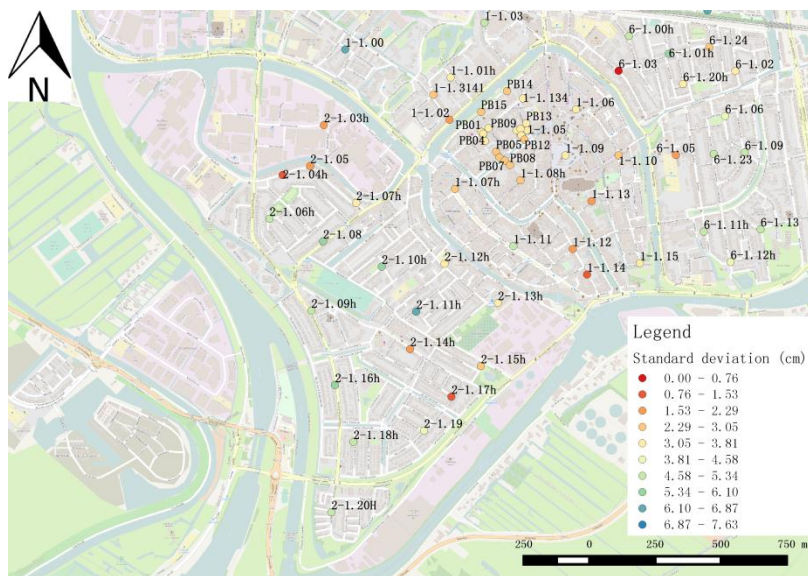 1-1.03
6-1.00h
6-1.24
1-1.00
6-1.01h
6-1.03
6-1.02
1-1.01h
6-1.20h
PB14
1-1.3141
1-1.134
1-1.06
6-1.06
PB15
1-1.02
2-1.03h
PB13
PB01
PB09
1-1.05
PB04
PB05
PB12
6-1.09
2-1.05
PB08
1-1.09
1-1.10
6-1.05
6-1.23
2-1.04h
PB07
1-1.08h
1-1.07h
2-1.07h
1-1.13
2-1.06h
6-1.11h
6-1.13
2-1.08
1-1.11
1-1.12
2-1.12h
1-1.15
6-1.12h
2-1.10h
1-1.14
2-1.13h
2-1.09h
2-1.11h
2-1.14h
2-1.15h
2-1.16h
2-1.17h
2-1.19
2-1.18h
2-1.20H
N
Legend
Standard deviation (cm)
0.00 - 0.76
0.76 - 1.53
1.53 - 2.29
2.29 - 3.05
3.05 - 3.81
3.81 - 4.58
4.58 - 5.34
5.34 - 6.10
6.10 - 6.87
6.87 - 7.63
250 0 250 500 750 m